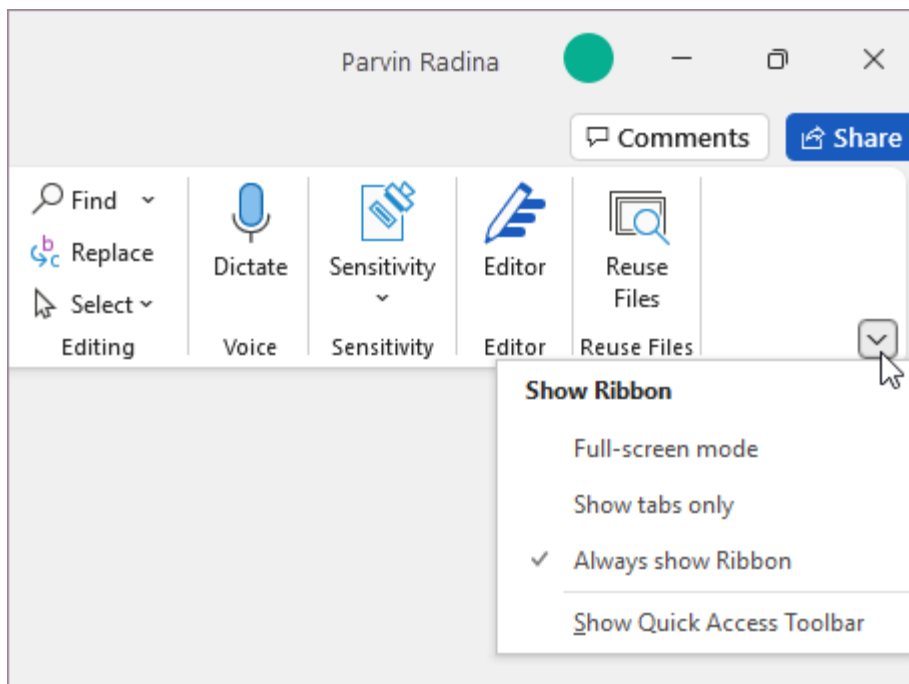 Parvin Radina
Comments
Share
Find
Replace
Select
Editing
Dictate
Voice
Sensitivity
Sensitivity
Editor
Editor
Reuse
Files
Reuse Files
Show Ribbon
Full-screen mode
Show tabs only
Always show Ribbon
Show Quick Access Toolbar